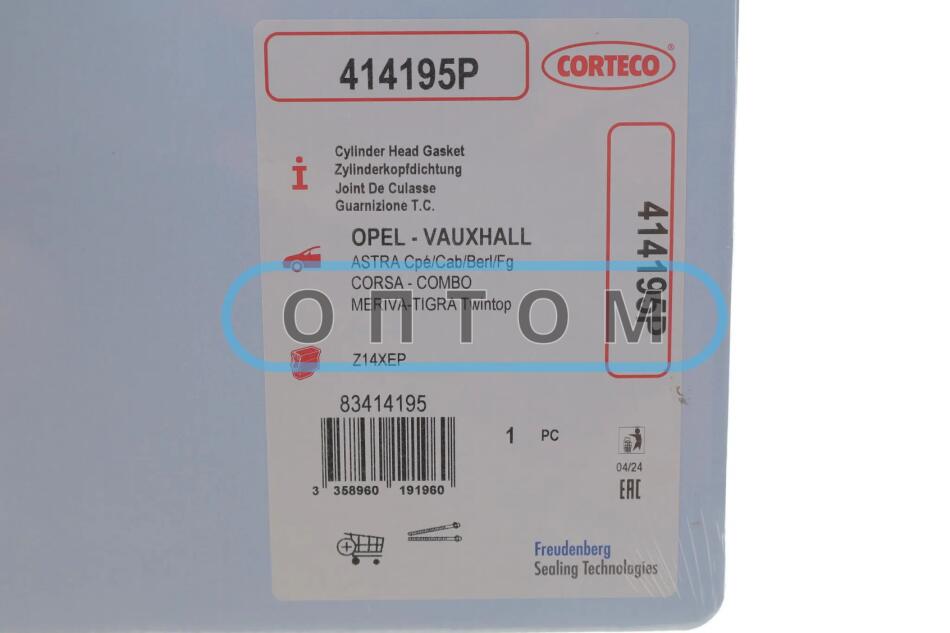 414195P
CORTECO®
Cylinder Head Gasket
Zylinderkopfdichtung
Joint De Culasse
Guarnizione T.C.
414195P
OPEL - VAUXHALL
ASTRA Cpé/Cab/Berl/Fg
CORSA - COMBO
MERIVA-TIGRA Twintop
ОПТОМ
Z14XEP
83414195
1 PC
3 358960 191960
04/24
EAC
Freudenberg
Sealing Technologies